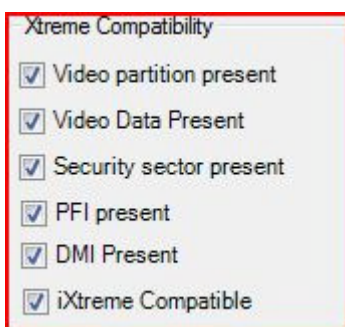 Xtreme Compatibility
Video partition present
Video Data Present
Security sector present
PFI present
DMI Present
iXtreme Compatible